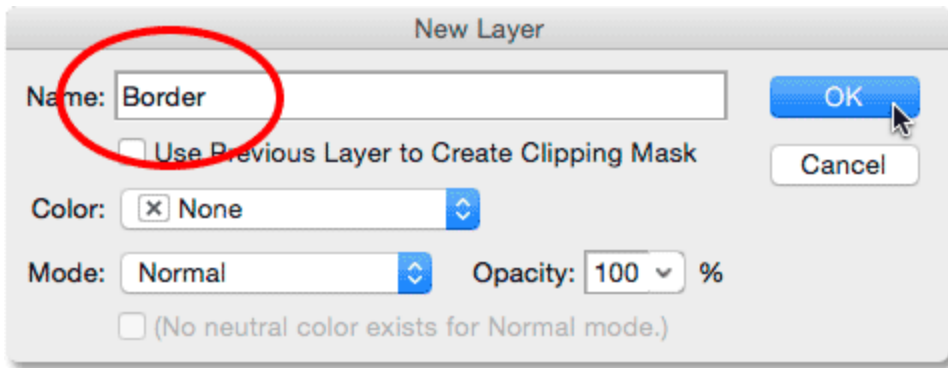 New Layer
Name: Border
OK
Use Previous Layer to Create Clipping Mask
Cancel
Color: None
Mode: Normal Opacity: 100 %
(No neutral color exists for Normal mode.)